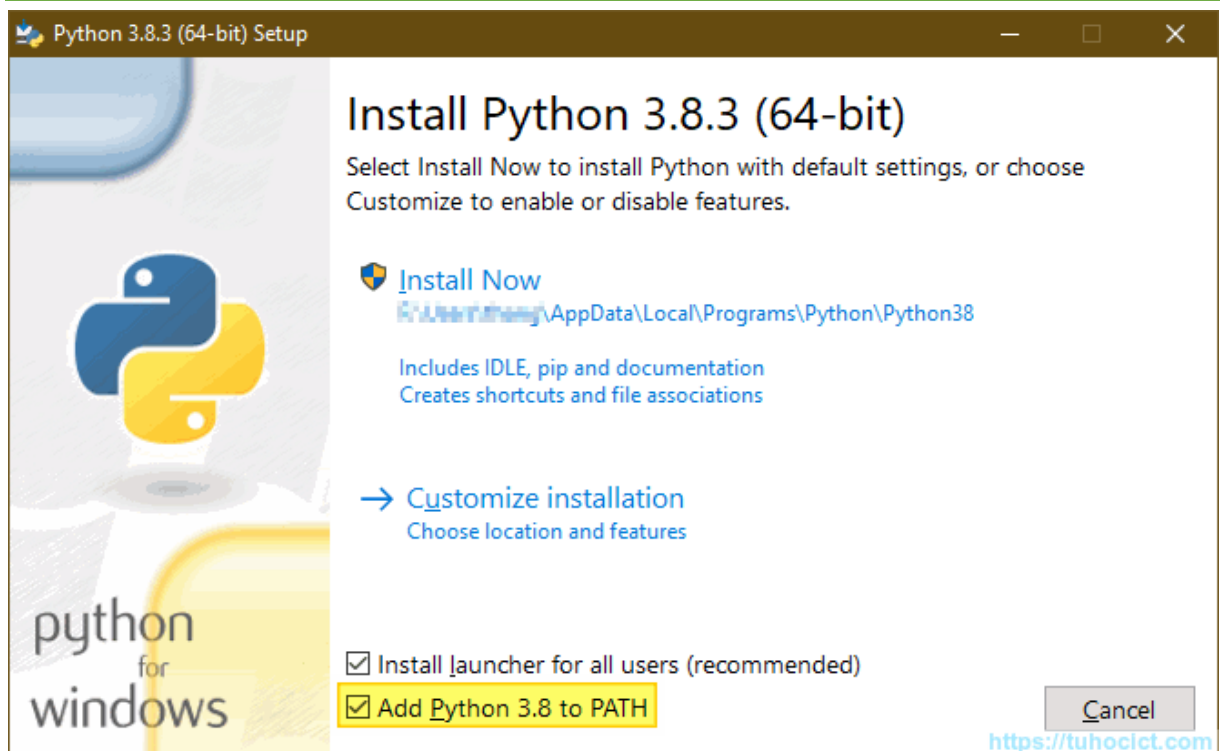 Python 3.8.3 (64-bit) Setup
Install Python 3.8.3 (64-bit)
Select Install Now to install Python with default settings, or choose
Customize to enable or disable features.
Install Now
\AppData\Local\Programs\Python\Python38
Includes IDLE, pip and documentation
Creates shortcuts and file associations
Customize installation
Choose location and features
python
for
windows
Install launcher for all users (recommended)
Add Python 3.8 to PATH
Cancel
https://tuhocict.com